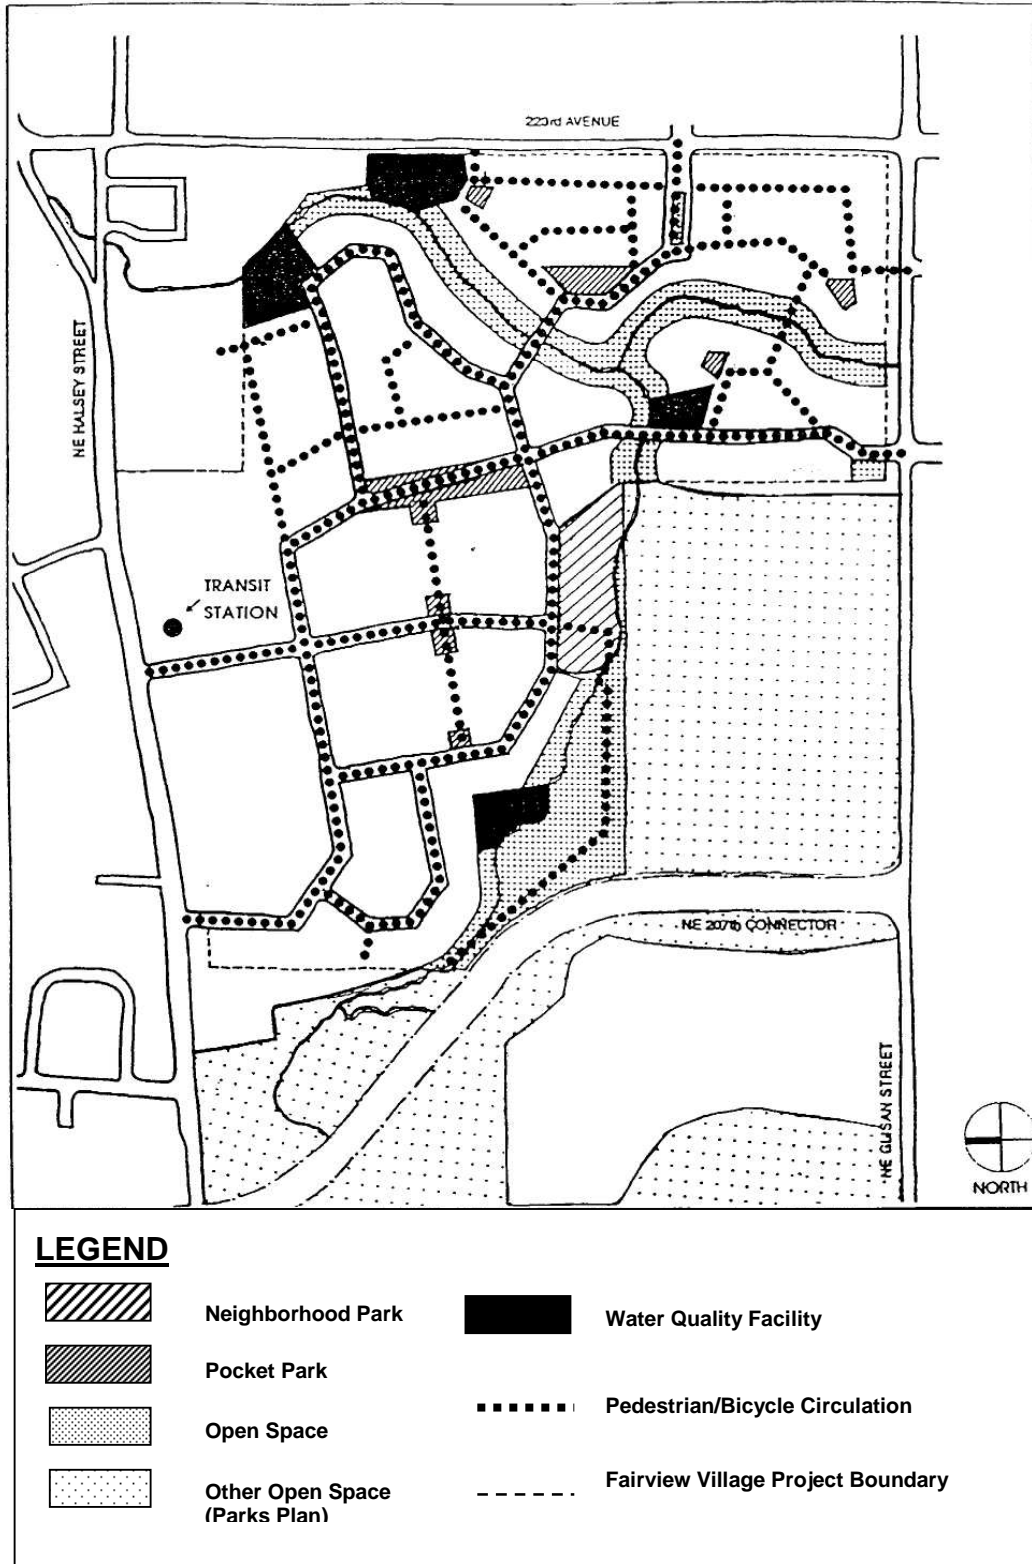 223rd AVENUE
NE HALSEY STREET
TRANSIT
STATION
NE 207th CONNECTOR
NE GLISAN STREET
NORTH
LEGEND
Neighborhood Park
Water Quality Facility
Pocket Park
Pedestrian/Bicycle Circulation
Open Space
Fairview Village Project Boundary
Other Open Space
(Parks Plan)